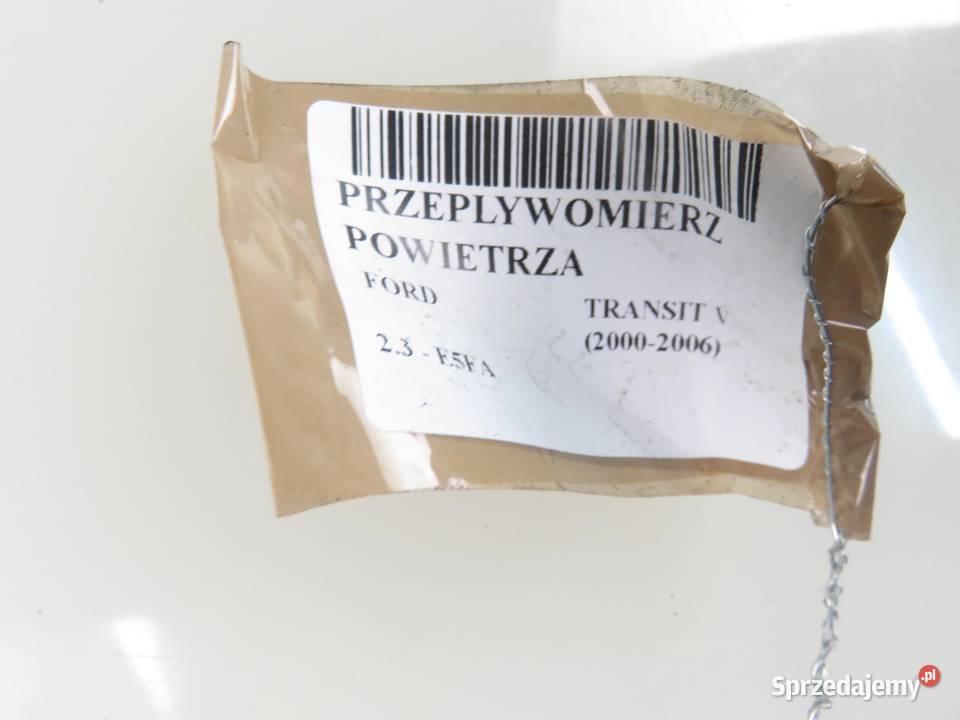 PRZEPLYWOMIERZ
POWIETRZA
FORD
TRANSIT V
(2000-2006)
2.3 - E5FA
Sprzedajemy.pl